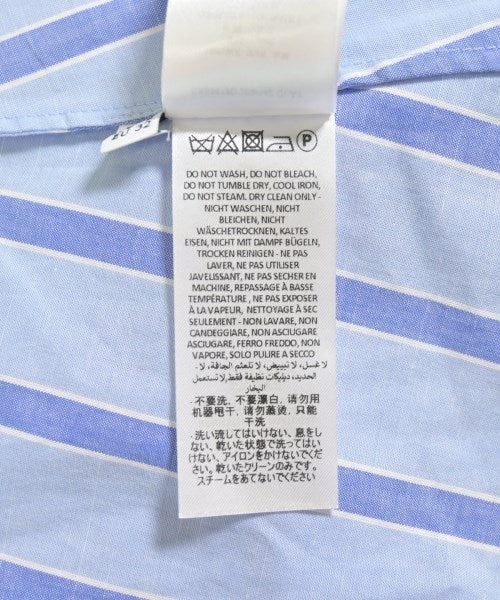 P
DO NOT WASH, DO NOT BLEACH,
DO NOT TUMBLE DRY, COOL IRON,
DO NOT STEAM. DRY CLEAN ONLY -
NICHT WASCHEN, NICHT
BLEICHEN, NICHT
WÄSCHETROCKNEN, KALTES
EISEN, NICHT MIT DAMPF BÜGELN,
TROCKEN REINIGEN - NE PAS
LAVER, NE PAS UTILISER
JAVELISSANT, NE PAS SECHER EN
MACHINE, REPASSAGE À BASSE
TEMPÉRATURE , NE PAS EXPOSER
À LA VAPEUR, NETTOYAGE À SEC
SEULEMENT - NON LAVARE, NON
CANDEGGIARE, NON ASCIUGARE
ASCIUGARE, FERRO FREDDO, NON
VAPORE, SOLO PULIRE A SECCO
- 不要洗, 不要漂白, 请勿用
机器甩干, 请勿蒸烫, 只能
干洗
- 洗い流してはいけない、息をし
ない、乾いた状態で洗ってはい
けない、アイロンをかけないでく
ださい。乾いたクリーンのみです。
スチームをあてないでください